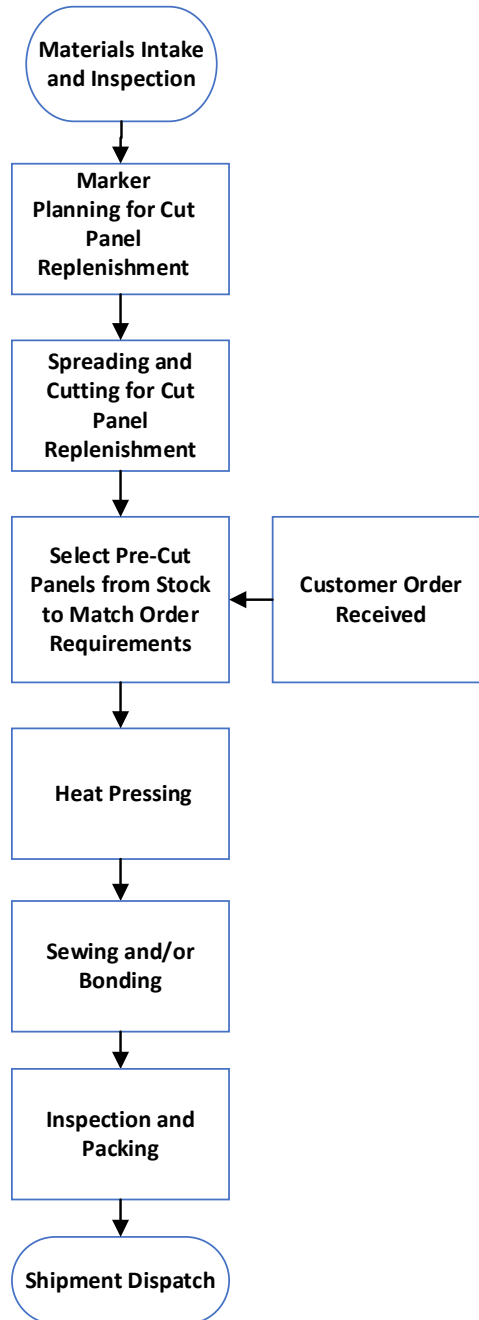 Materials Intake
and Inspection
Marker
Planning for Cut
Panel
Replenishment
Spreading and
Cutting for Cut
Panel
Replenishment
Select Pre-Cut
Panels from Stock
to Match Order
Requirements
Customer Order
Received
Heat Pressing
Sewing and/or
Bonding
Inspection and
Packing
Shipment Dispatch